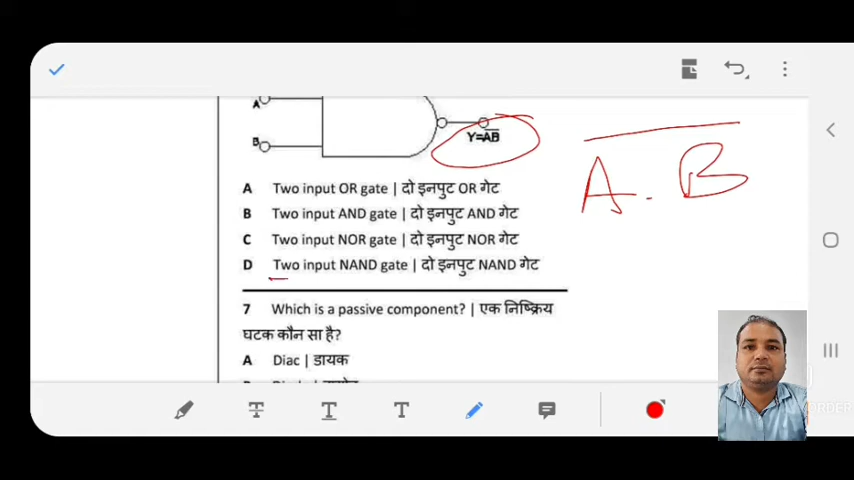 A
B
Y=A̅B̅
A̅.̅B̅
A Two input OR gate | दो इनपुट OR गेट
B Two input AND gate | दो इनपुट AND गेट
C Two input NOR gate | दो इनपुट NOR गेट
D Two input NAND gate | दो इनपुट NAND गेट
7 Which is a passive component? | एक निष्क्रिय
घटक कौन सा है?
A Diac | डायक
T T T